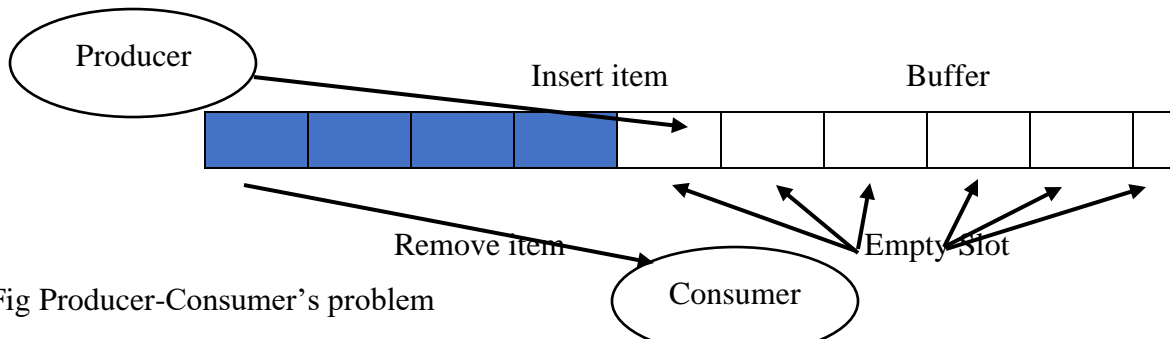 Producer
Insert item
Buffer
Remove item
Empty Slot
Consumer
Fig Producer-Consumer’s problem